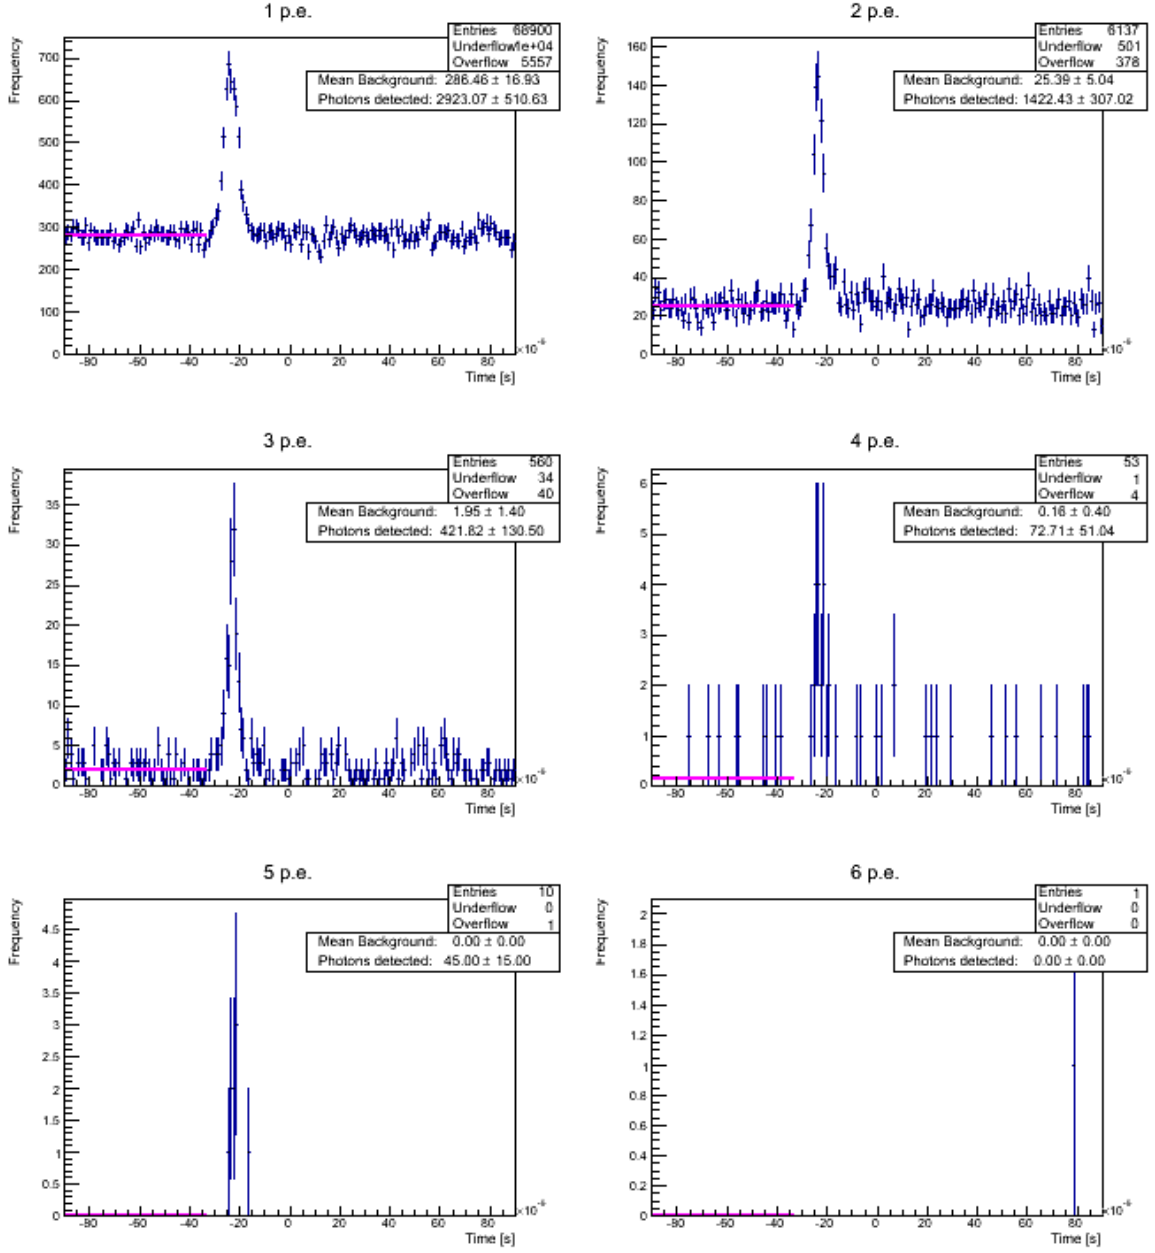 1 p.e.
Frequency
Entries 68900
Underflow 1e+04
Overflow 5557
Mean Background: 286.46 ± 16.93
Photons detected: 2923.07 ± 510.63
700
600
500
400
300
200
100
0
-80 -60 -40 -20 0 20 40 60 80
×10⁻⁶
Time [s]
2 p.e.
Frequency
Entries 6137
Underflow 501
Overflow 378
Mean Background: 25.39 ± 5.04
Photons detected: 1422.43 ± 307.02
160
140
120
100
80
60
40
20
0
-80 -60 -40 -20 0 20 40 60 80
×10⁻⁶
Time [s]
3 p.e.
Frequency
Entries 560
Underflow 34
Overflow 40
Mean Background: 1.95 ± 1.40
Photons detected: 421.82 ± 130.50
35
30
25
20
15
10
5
0
-80 -60 -40 -20 0 20 40 60 80
×10⁻⁶
Time [s]
4 p.e.
Frequency
Entries 53
Underflow 1
Overflow 4
Mean Background: 0.16 ± 0.40
Photons detected: 72.71 ± 51.04
6
5
4
3
2
1
0
-80 -60 -40 -20 0 20 40 60 80
×10⁻⁶
Time [s]
5 p.e.
Frequency
Entries 10
Underflow 0
Overflow 1
Mean Background: 0.00 ± 0.00
Photons detected: 45.00 ± 15.00
4.5
4
3.5
3
2.5
2
1.5
1
0.5
0
-80 -60 -40 -20 0 20 40 60 80
×10⁻⁶
Time [s]
6 p.e.
Frequency
Entries 1
Underflow 0
Overflow 0
Mean Background: 0.00 ± 0.00
Photons detected: 0.00 ± 0.00
2
1.8
1.6
1.4
1.2
1
0.8
0.6
0.4
0.2
0
-80 -60 -40 -20 0 20 40 60 80
×10⁻⁶
Time [s]